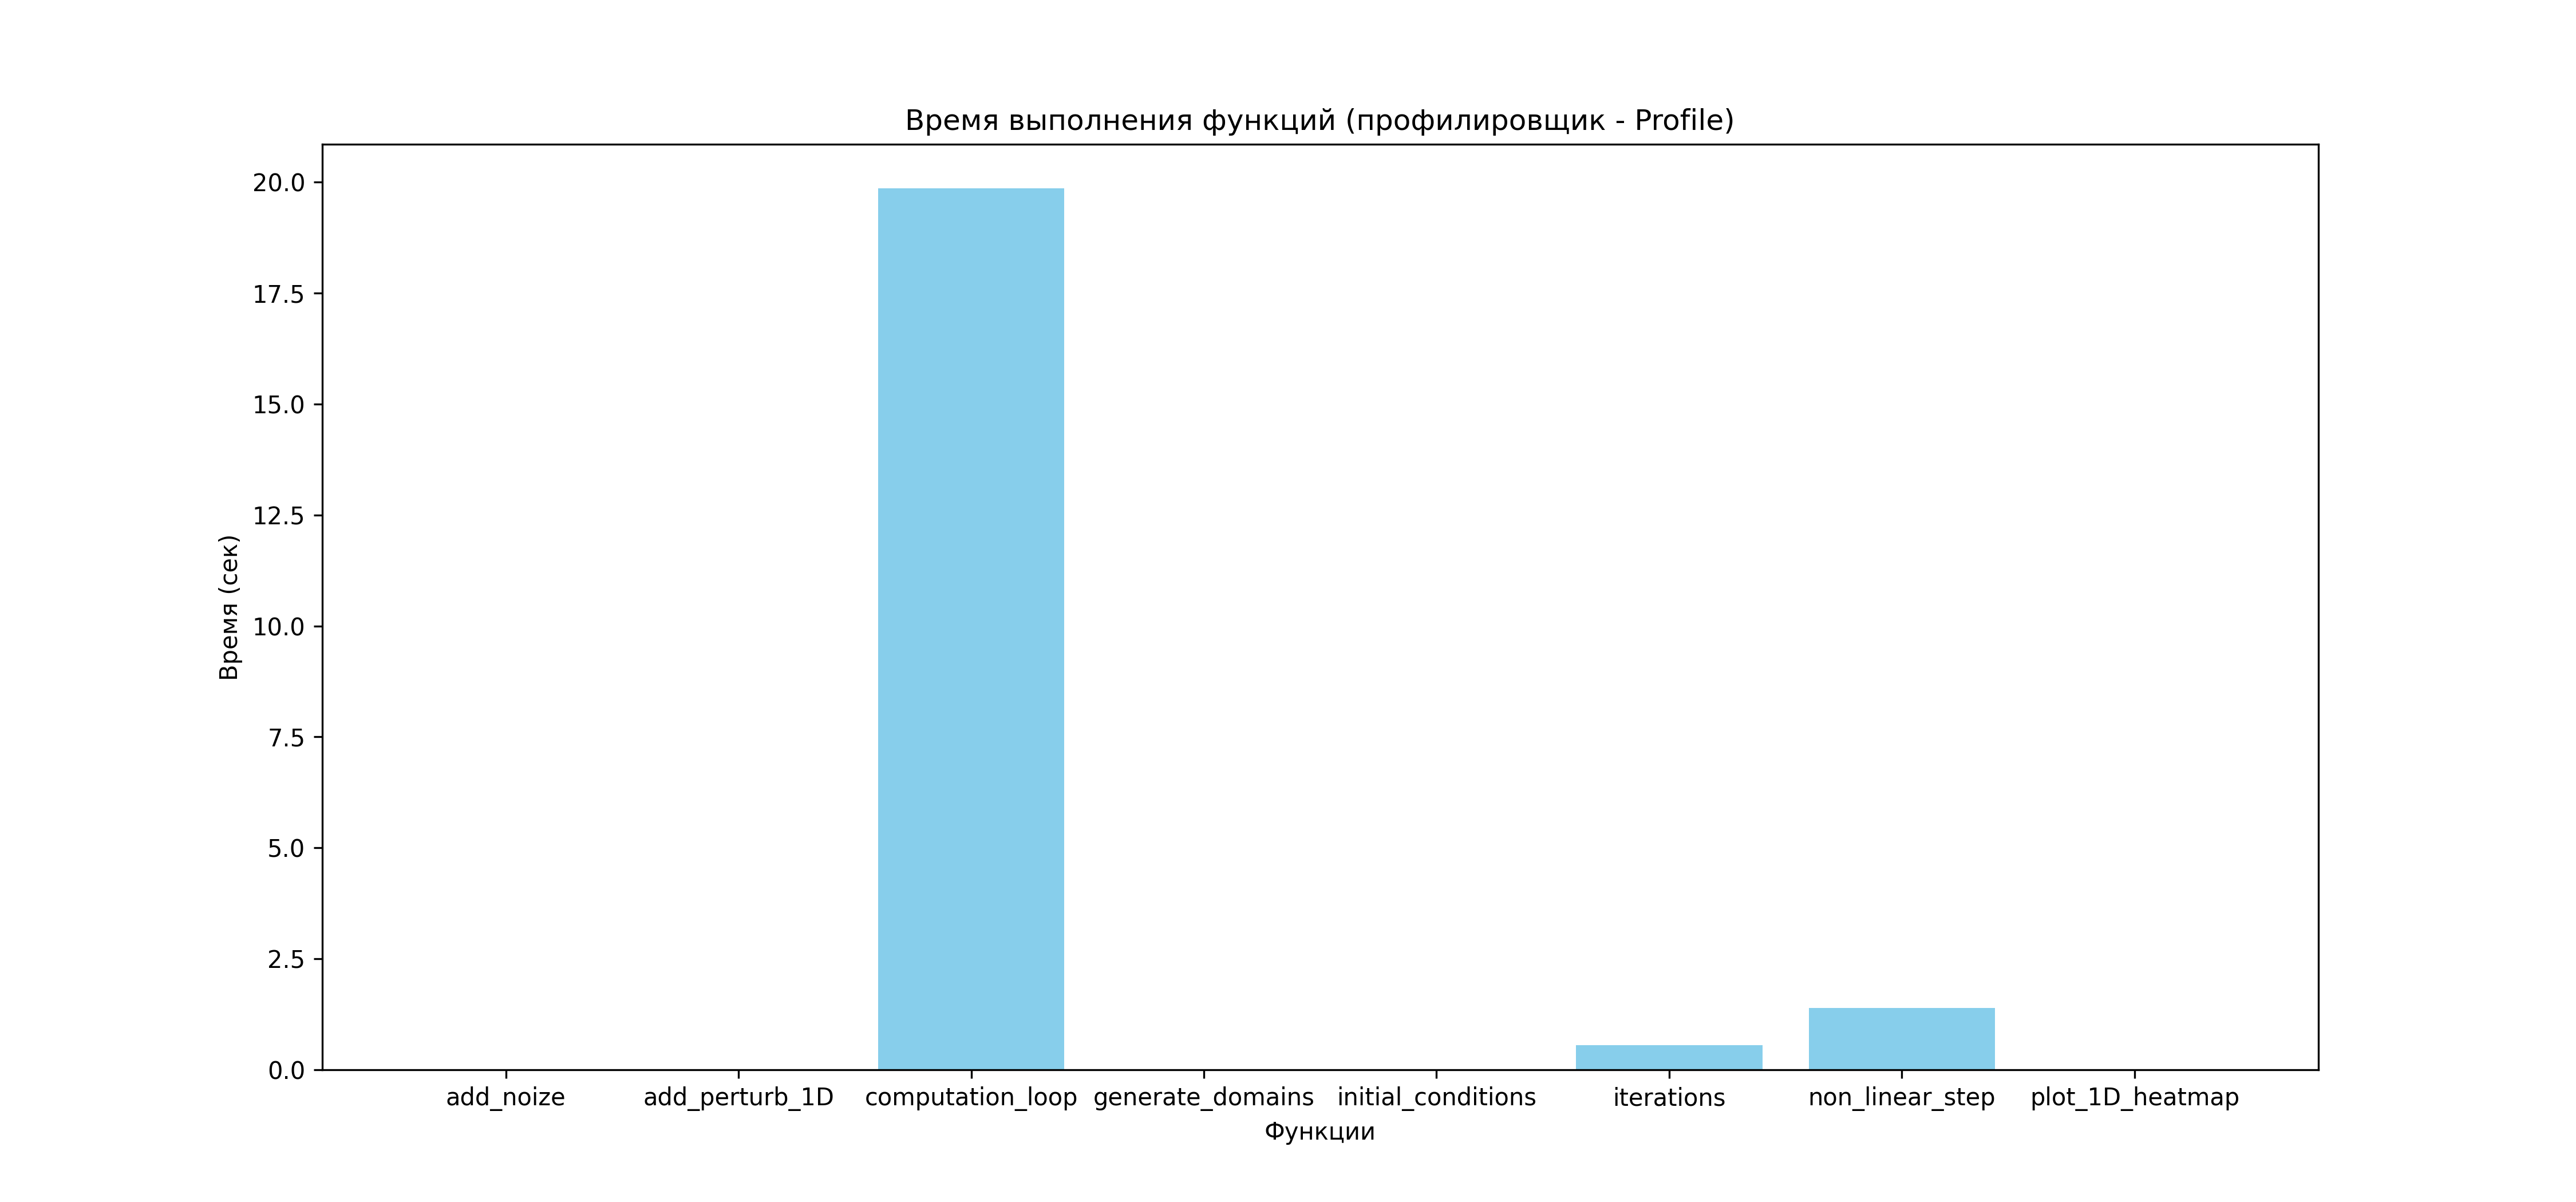 Время выполнения функций (профилировщик - Profile)
Время (сек)
20.0
17.5
15.0
12.5
10.0
7.5
5.0
2.5
0.0
add_noize add_perturb_1D computation_loop generate_domains initial_conditions iterations non_linear_step plot_1D_heatmap
Функции